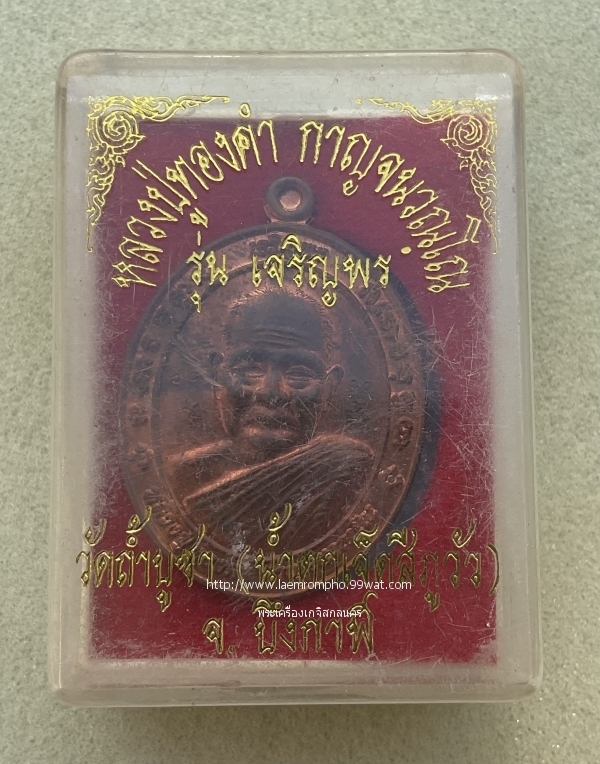 หลวงปู่ทองคำ กาญจนวณฺโณ
รุ่น เจริญพร
วัดถ้ำบูชา (น้ำตกเจ็ดสีภูวัว)
http://www.laemrompho.99wat.com
พระเครื่องเกจิสกลนคร
จ. บึงกาฬ